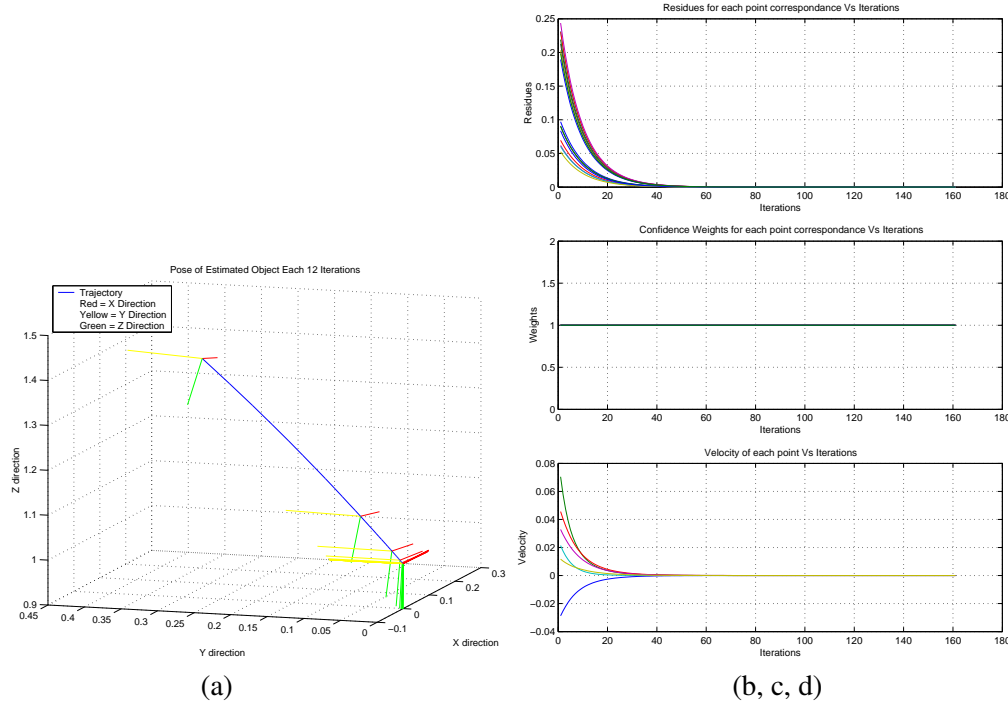 Pose of Estimated Object Each 12 Iterations
Trajectory
Red = X Direction
Yellow = Y Direction
Green = Z Direction
1.5
1.4
1.3
1.2
1.1
1
0.9
Z direction
0.45 0.4 0.35 0.3 0.25 0.2 0.15 0.1 0.05 0
Y direction
−0.1 0 0.1 0.2 0.3
X direction
(a)
Residues for each point correspondance Vs Iterations
0.25
0.2
0.15
0.1
0.05
0
Residues
0 20 40 60 80 100 120 140 160 180
Iterations
Confidence Weights for each point correspondance Vs Iterations
2
1.5
1
0.5
0
Weights
0 20 40 60 80 100 120 140 160 180
Velocity of each point Vs Iterations
0.08
0.06
0.04
0.02
0
−0.02
−0.04
Velocity
0 20 40 60 80 100 120 140 160 180
Iterations
(b, c, d)